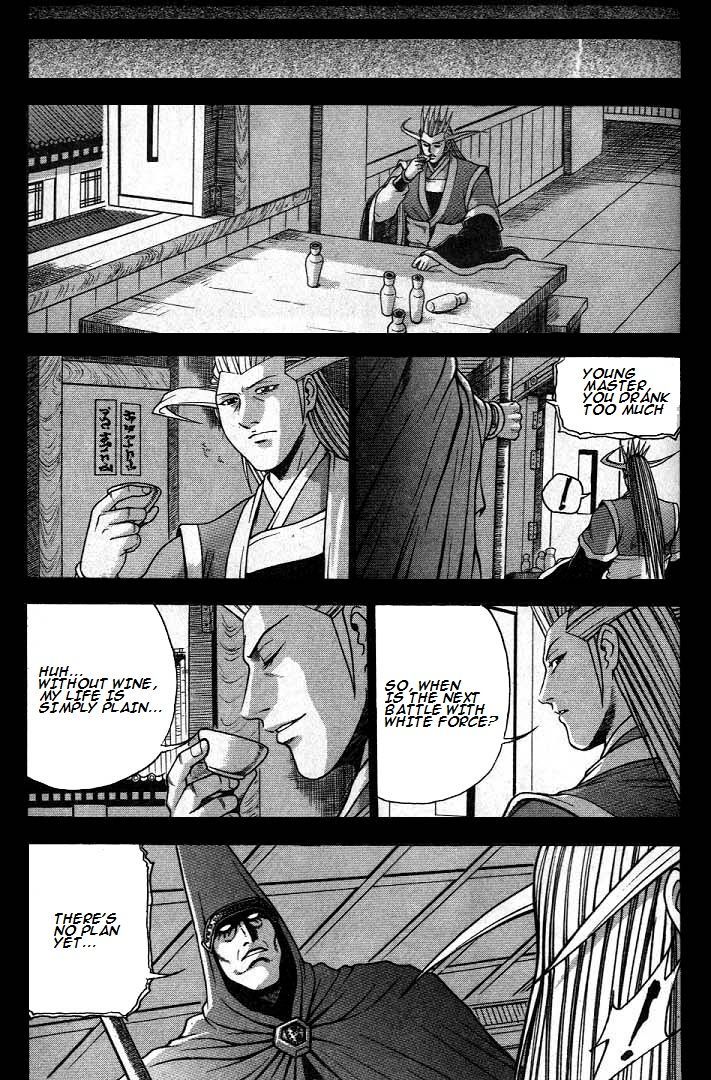 YOUNG
MASTER,
YOU DRANK
TOO MUCH
!
HUH...
WITHOUT WINE,
MY LIFE IS
SIMPLY PLAIN...
SO, WHEN
IS THE NEXT
BATTLE WITH
WHITE FORCE?
THERE'S
NO PLAN
YET...
!